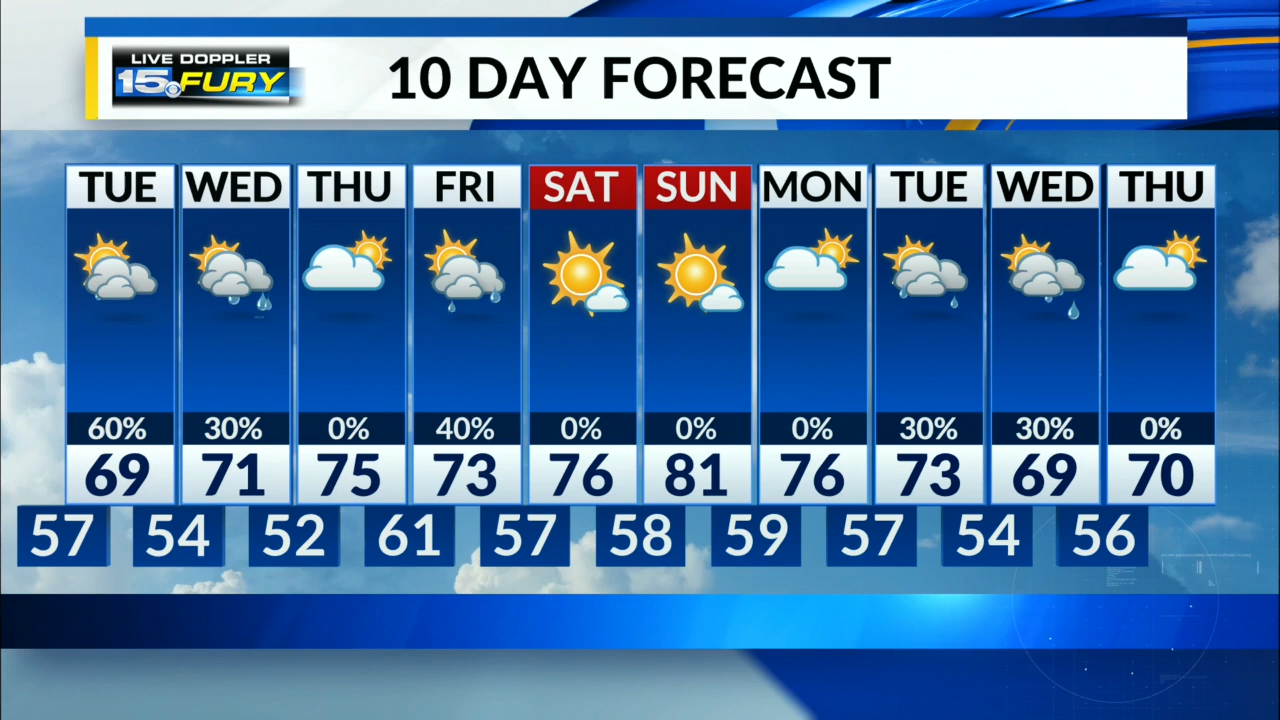 LIVE DOPPLER
15 FURY
10 DAY FORECAST
TUE WED THU FRI SAT SUN MON TUE WED THU
60% 30% 0% 40% 0% 0% 0% 30% 30% 0%
69 71 75 73 76 81 76 73 69 70
57 54 52 61 57 58 59 57 54 56